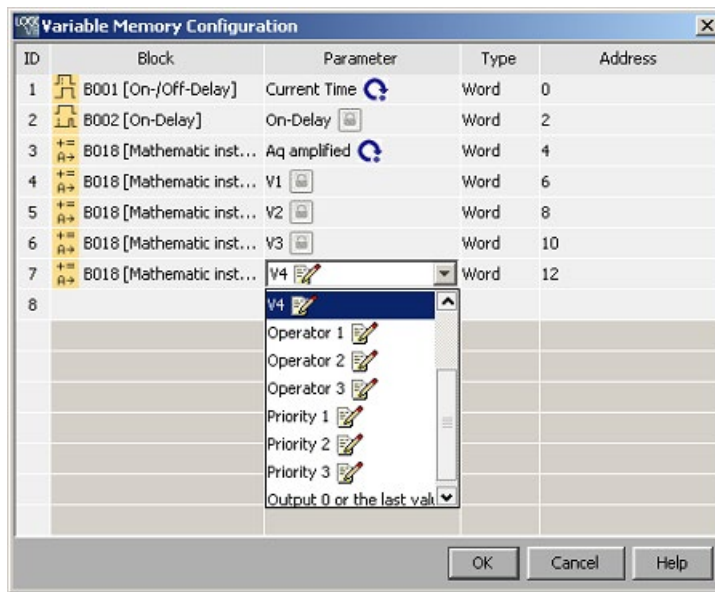 Variable Memory Configuration
ID Block Parameter Type Address
1 B001 [On-/Off-Delay] Current Time Word 0
2 B002 [On-Delay] On-Delay Word 2
3 B018 [Mathematic inst... Aq amplified Word 4
4 B018 [Mathematic inst... V1 Word 6
5 B018 [Mathematic inst... V2 Word 8
6 B018 [Mathematic inst... V3 Word 10
7 B018 [Mathematic inst... V4 Word 12
8
V4
Operator 1
Operator 2
Operator 3
Priority 1
Priority 2
Priority 3
Output 0 or the last valu
OK Cancel Help